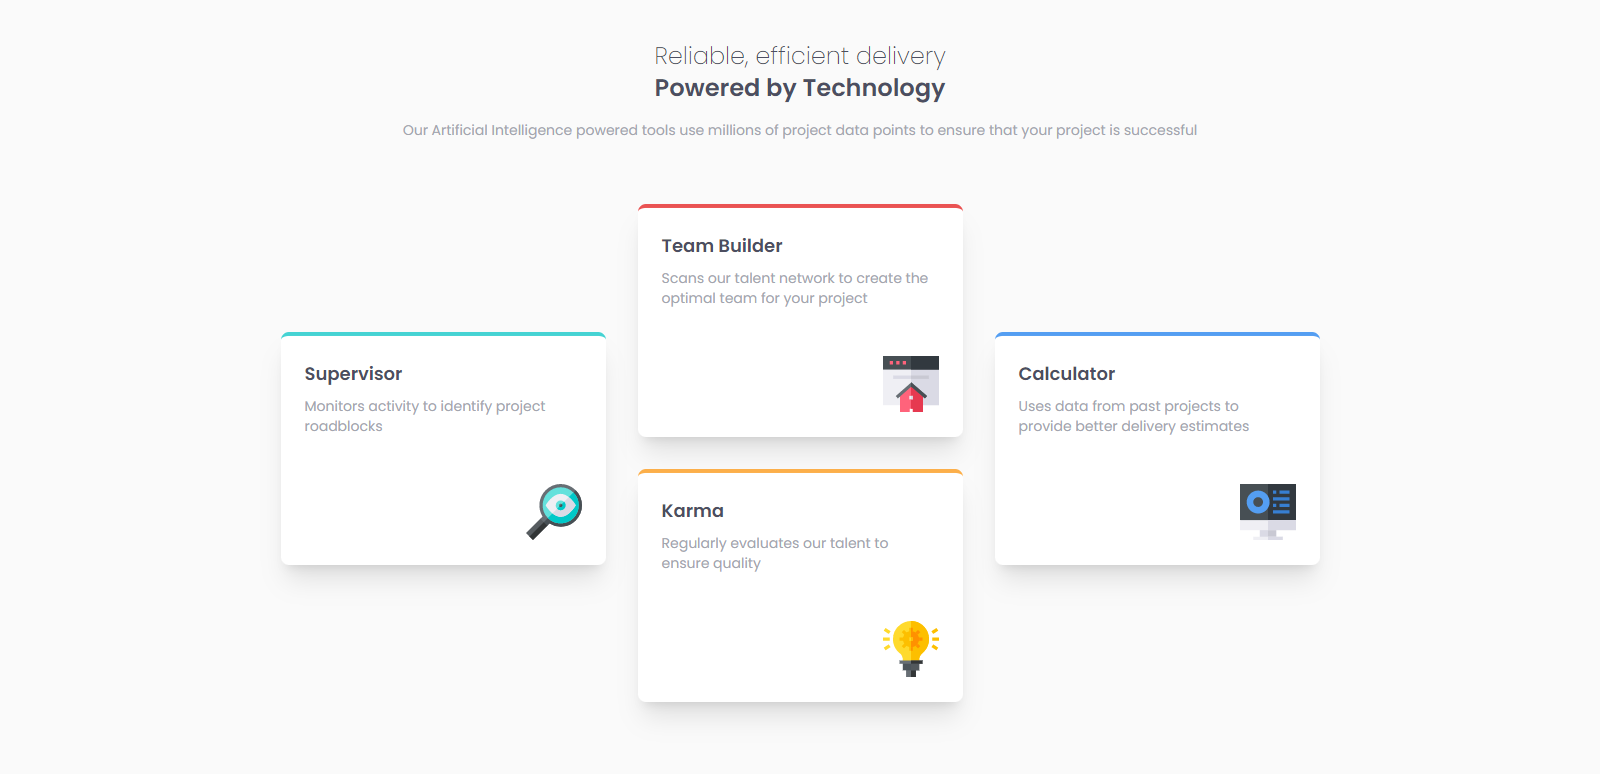 Reliable, efficient delivery
Powered by Technology
Our Artificial Intelligence powered tools use millions of project data points to ensure that your project is successful
Supervisor
Monitors activity to identify project
roadblocks
Team Builder
Scans our talent network to create the
optimal team for your project
Karma
Regularly evaluates our talent to
ensure quality
Calculator
Uses data from past projects to
provide better delivery estimates